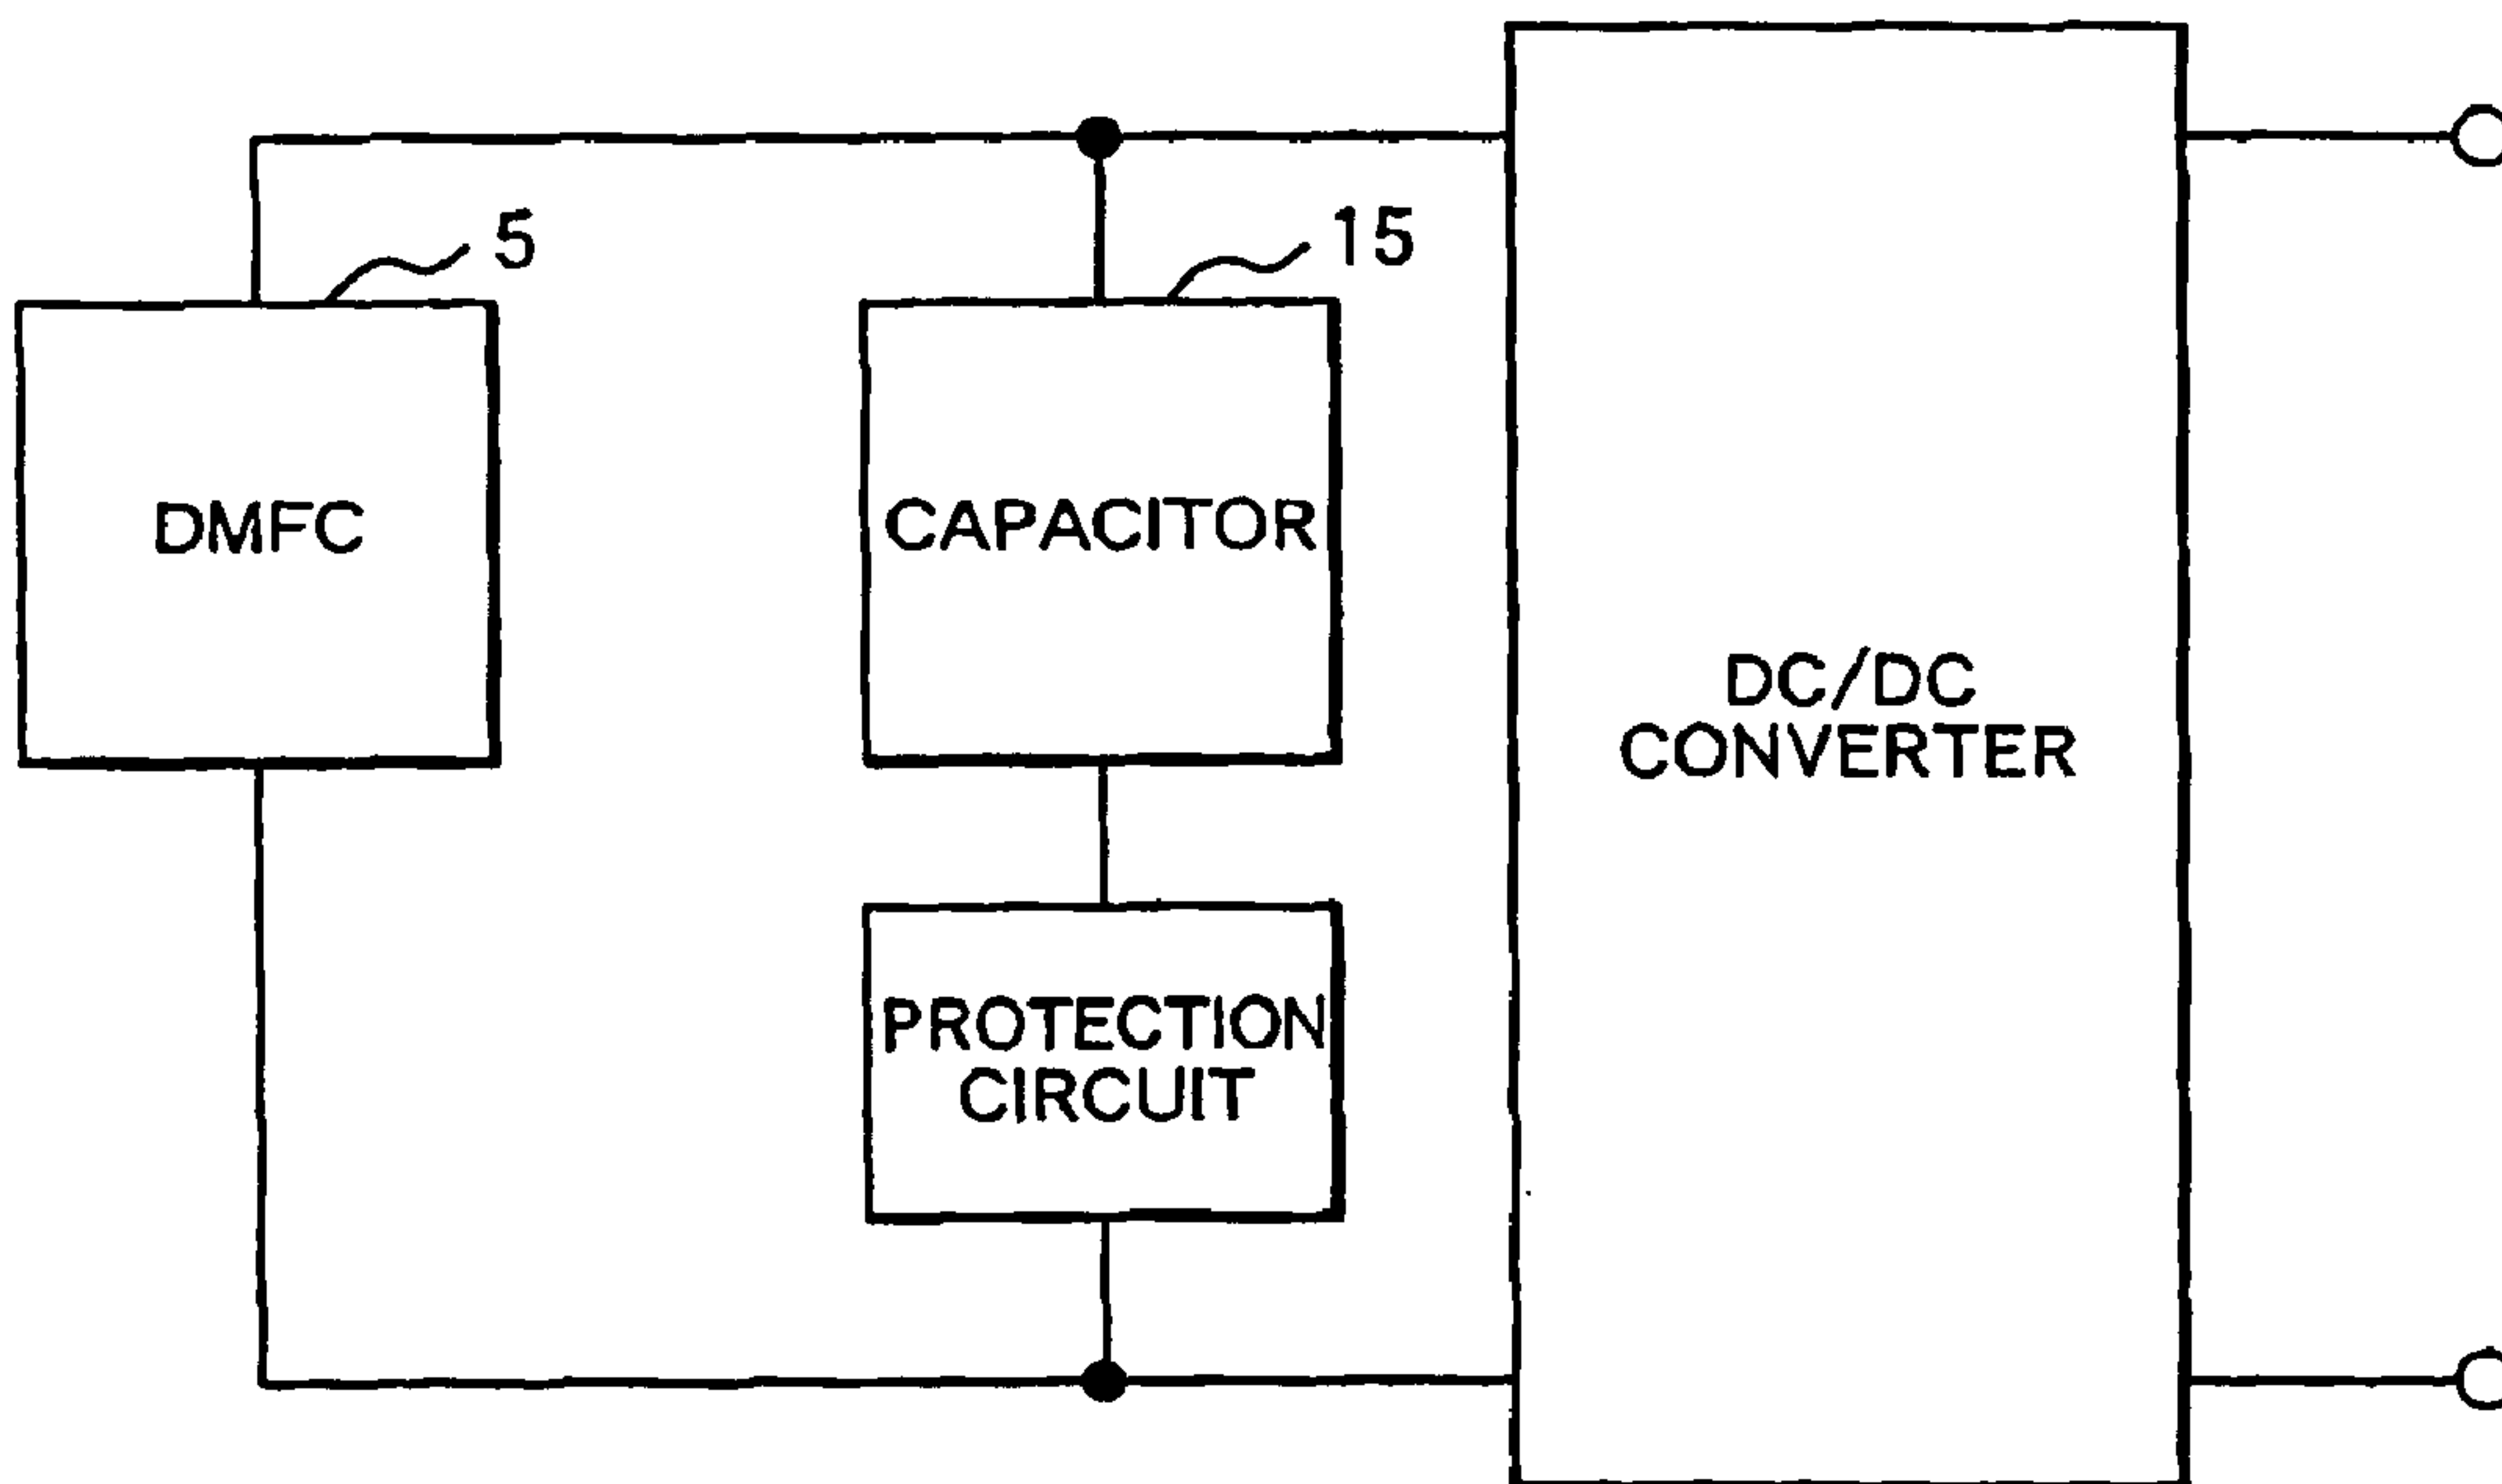 5
15
DMFC
CAPACITOR
DC/DC
CONVERTER
PROTECTION
CIRCUIT